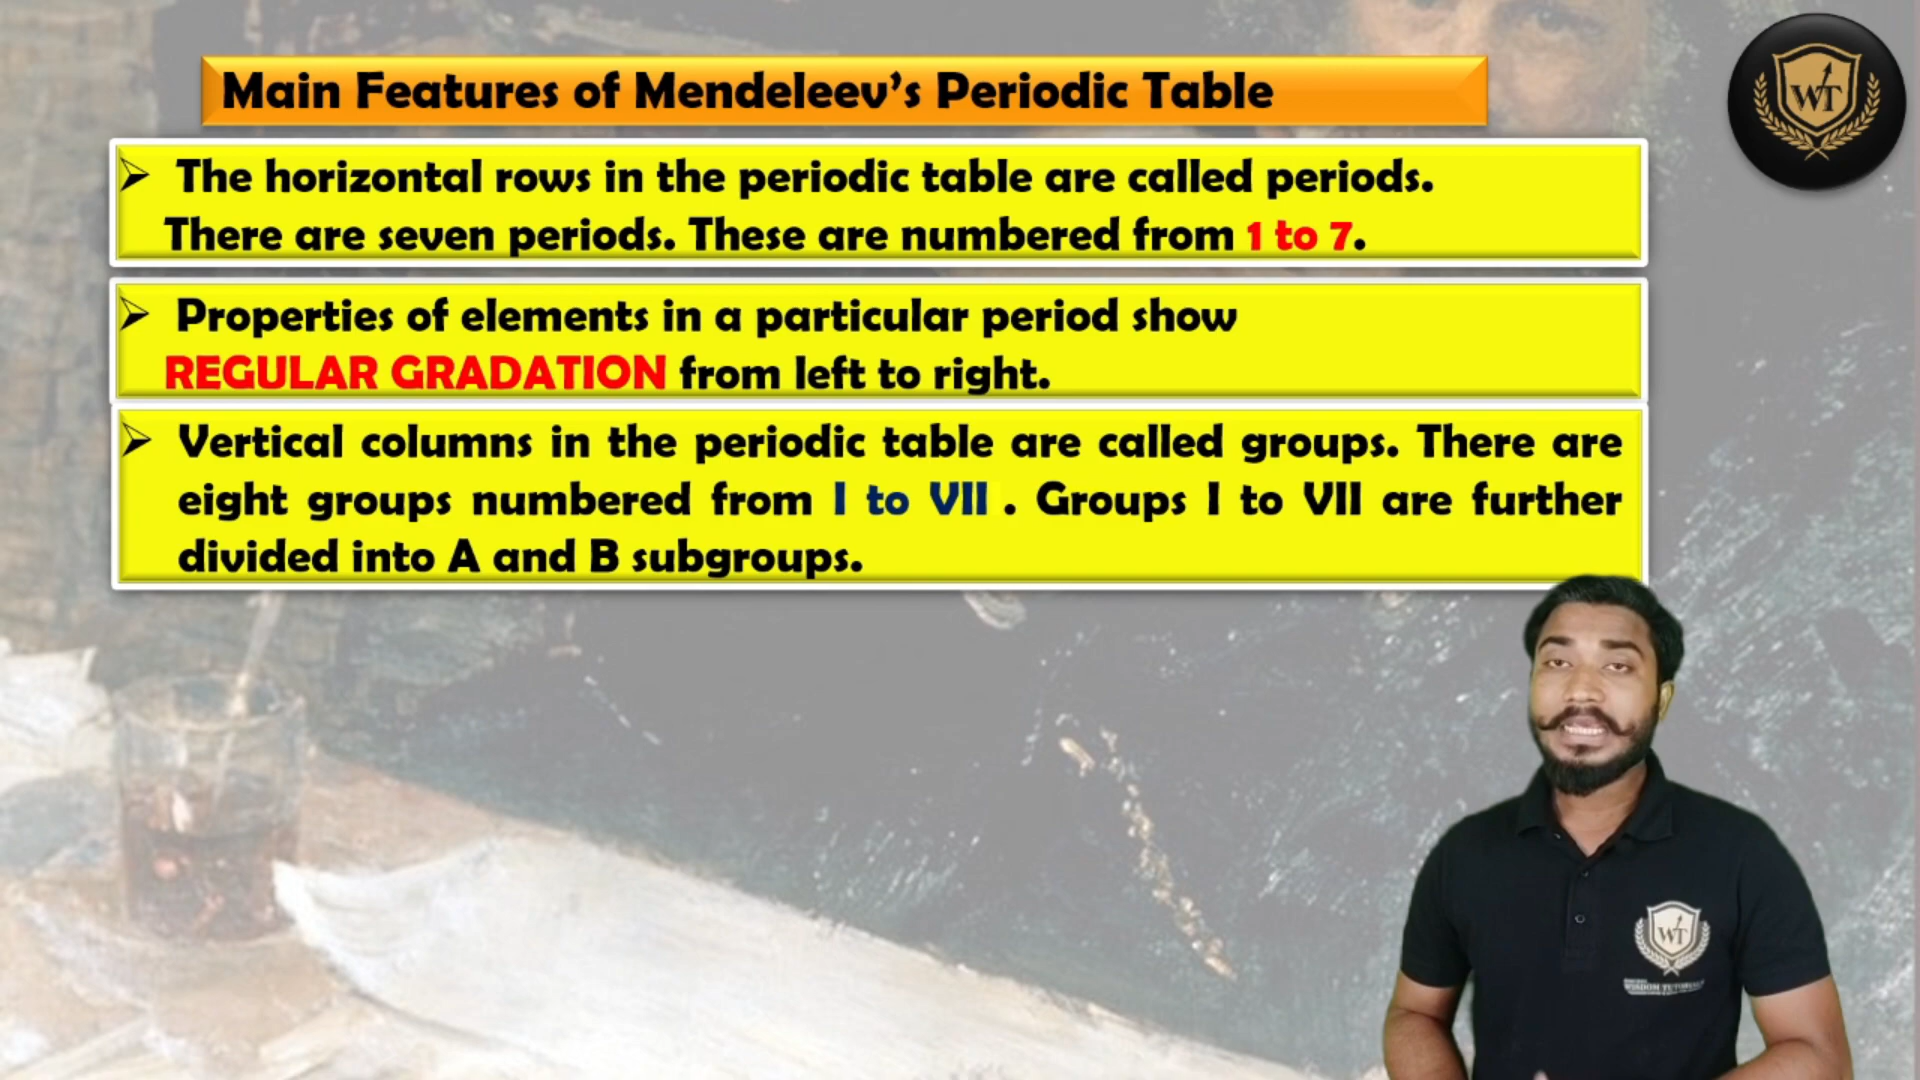 Main Features of Mendeleev's Periodic Table
WT
➢ The horizontal rows in the periodic table are called periods.
There are seven periods. These are numbered from 1 to 7.
➢ Properties of elements in a particular period show
REGULAR GRADATION from left to right.
➢ Vertical columns in the periodic table are called groups. There are
eight groups numbered from I to VII . Groups I to VII are further
divided into A and B subgroups.
WT
WISDOM TUTORIALS